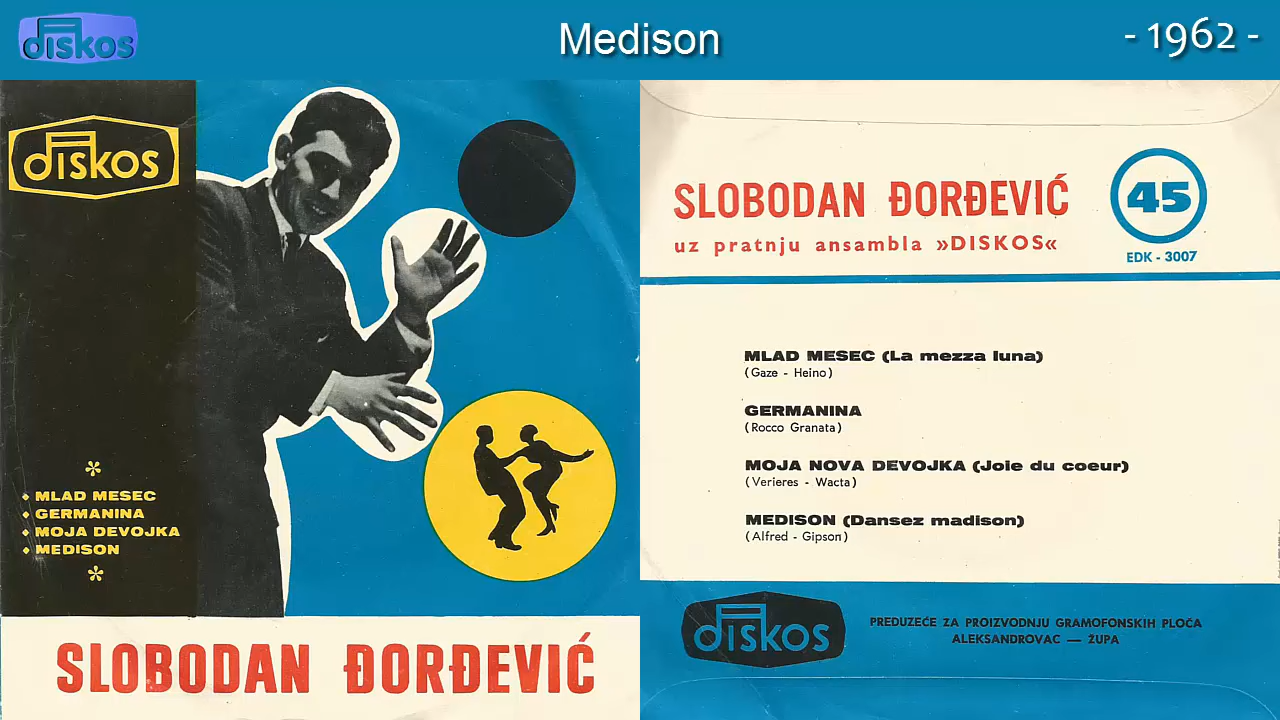 diskos
Medison
- 1962 -
diskos
MLAD MESEC
GERMANINA
MOJA DEVOJKA
MEDISON
SLOBODAN ĐORĐEVIĆ
SLOBODAN ĐORĐEVIĆ
uz pratnju ansambla »DISKOS«
45
EDK - 3007
MLAD MESEC (La mezza luna)
(Gaze - Heino)
GERMANINA
(Rocco Granata)
MOJA NOVA DEVOJKA (Joie du coeur)
(Verieres - Wacta)
MEDISON (Dansez madison)
(Alfred - Gipson)
diskos
PREDUZEĆE ZA PROIZVODNJU GRAMOFONSKIH PLOČA
ALEKSANDROVAC — ŽUPA